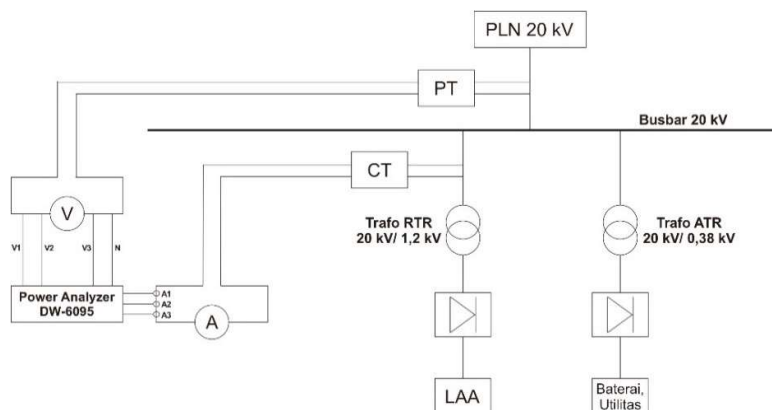 PLN 20 kV
PT
Busbar 20 kV
CT
V
Trafo RTR
20 kV/ 1,2 kV
Trafo ATR
20 kV/ 0,38 kV
V1
V2
V3
N
Power Analyzer
DW-6095
A1
A2
A3
A
LAA
Baterai,
Utilitas